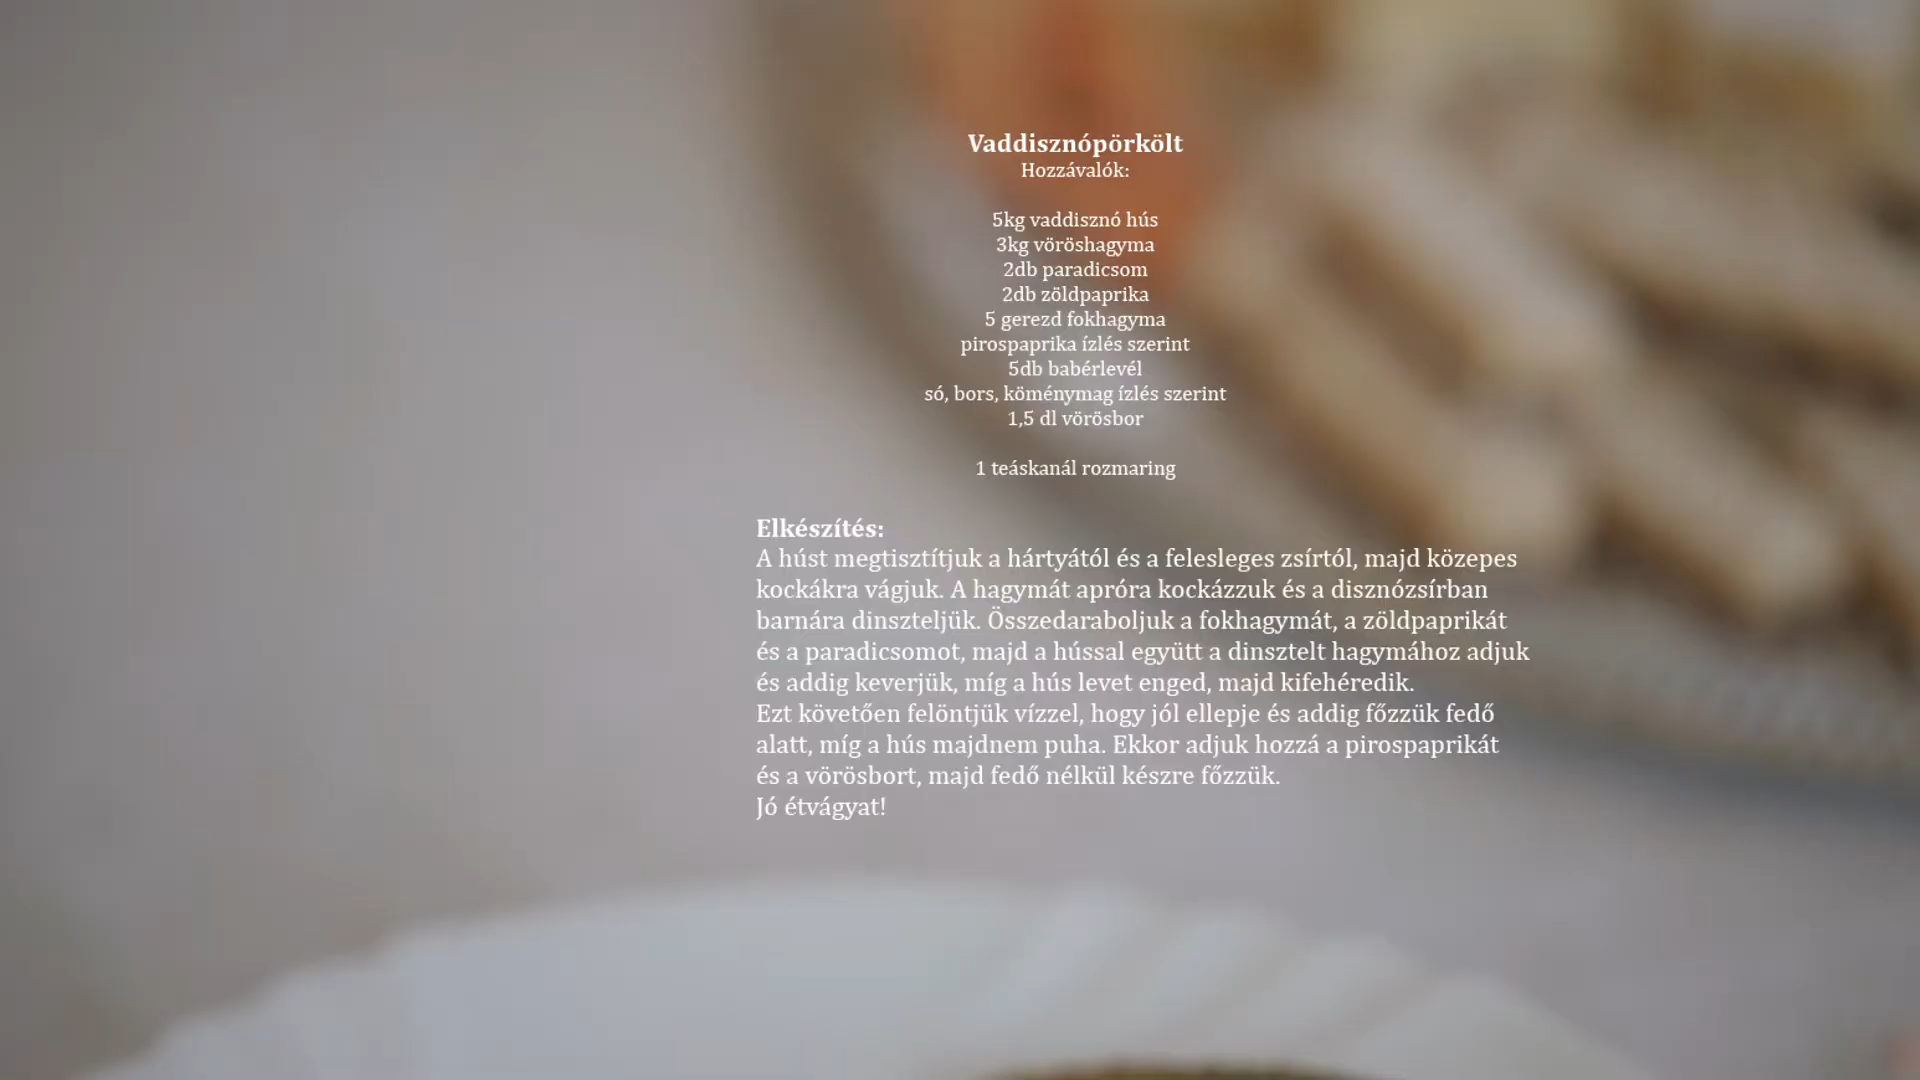 Vaddisznópörkölt
Hozzávalók:
5kg vaddisznó hús
3kg vöröshagyma
2db paradicsom
2db zöldpaprika
5 gerezd fokhagyma
pirospaprika ízlés szerint
5db babérlevél
só, bors, köménymag ízlés szerint
1,5 dl vörösbor
1 teáskanál rozmaring
Elkészítés:
A húst megtisztítjuk a hártyától és a felesleges zsírtól, majd közepes
kockákra vágjuk. A hagymát apróra kockázzuk és a disznózsírban
barnára dinszteljük. Összedaraboljuk a fokhagymát, a zöldpaprikát
és a paradicsomot, majd a hússal együtt a dinsztelt hagymához adjuk
és addig keverjük, míg a hús levet enged, majd kifehéredik.
Ezt követően felöntjük vízzel, hogy jól ellepje és addig főzzük fedő
alatt, míg a hús majdnem puha. Ekkor adjuk hozzá a pirospaprikát
és a vörösbort, majd fedő nélkül készre főzzük.
Jó étvágyat!